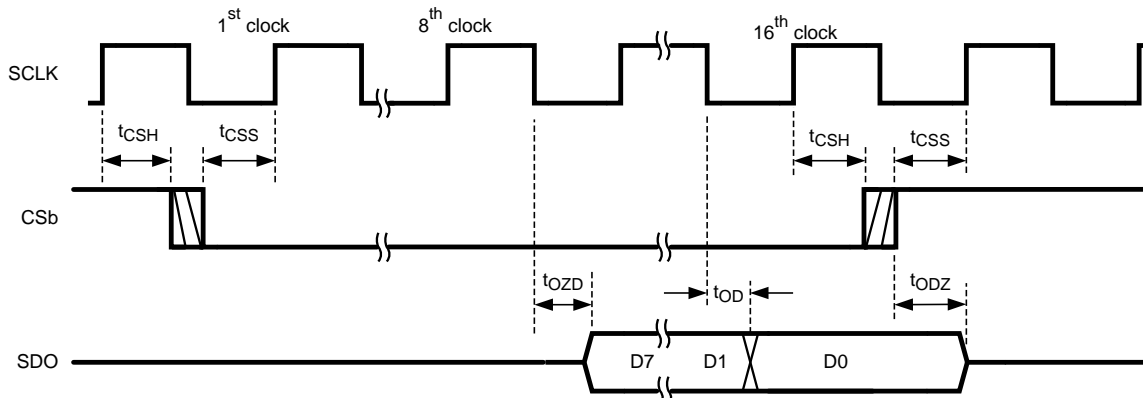 1st clock
8th clock
16th clock
SCLK
tCSH
tCSS
tCSH
tCSS
CSb
tOZD
tOD
tODZ
SDO
D7
D1
D0